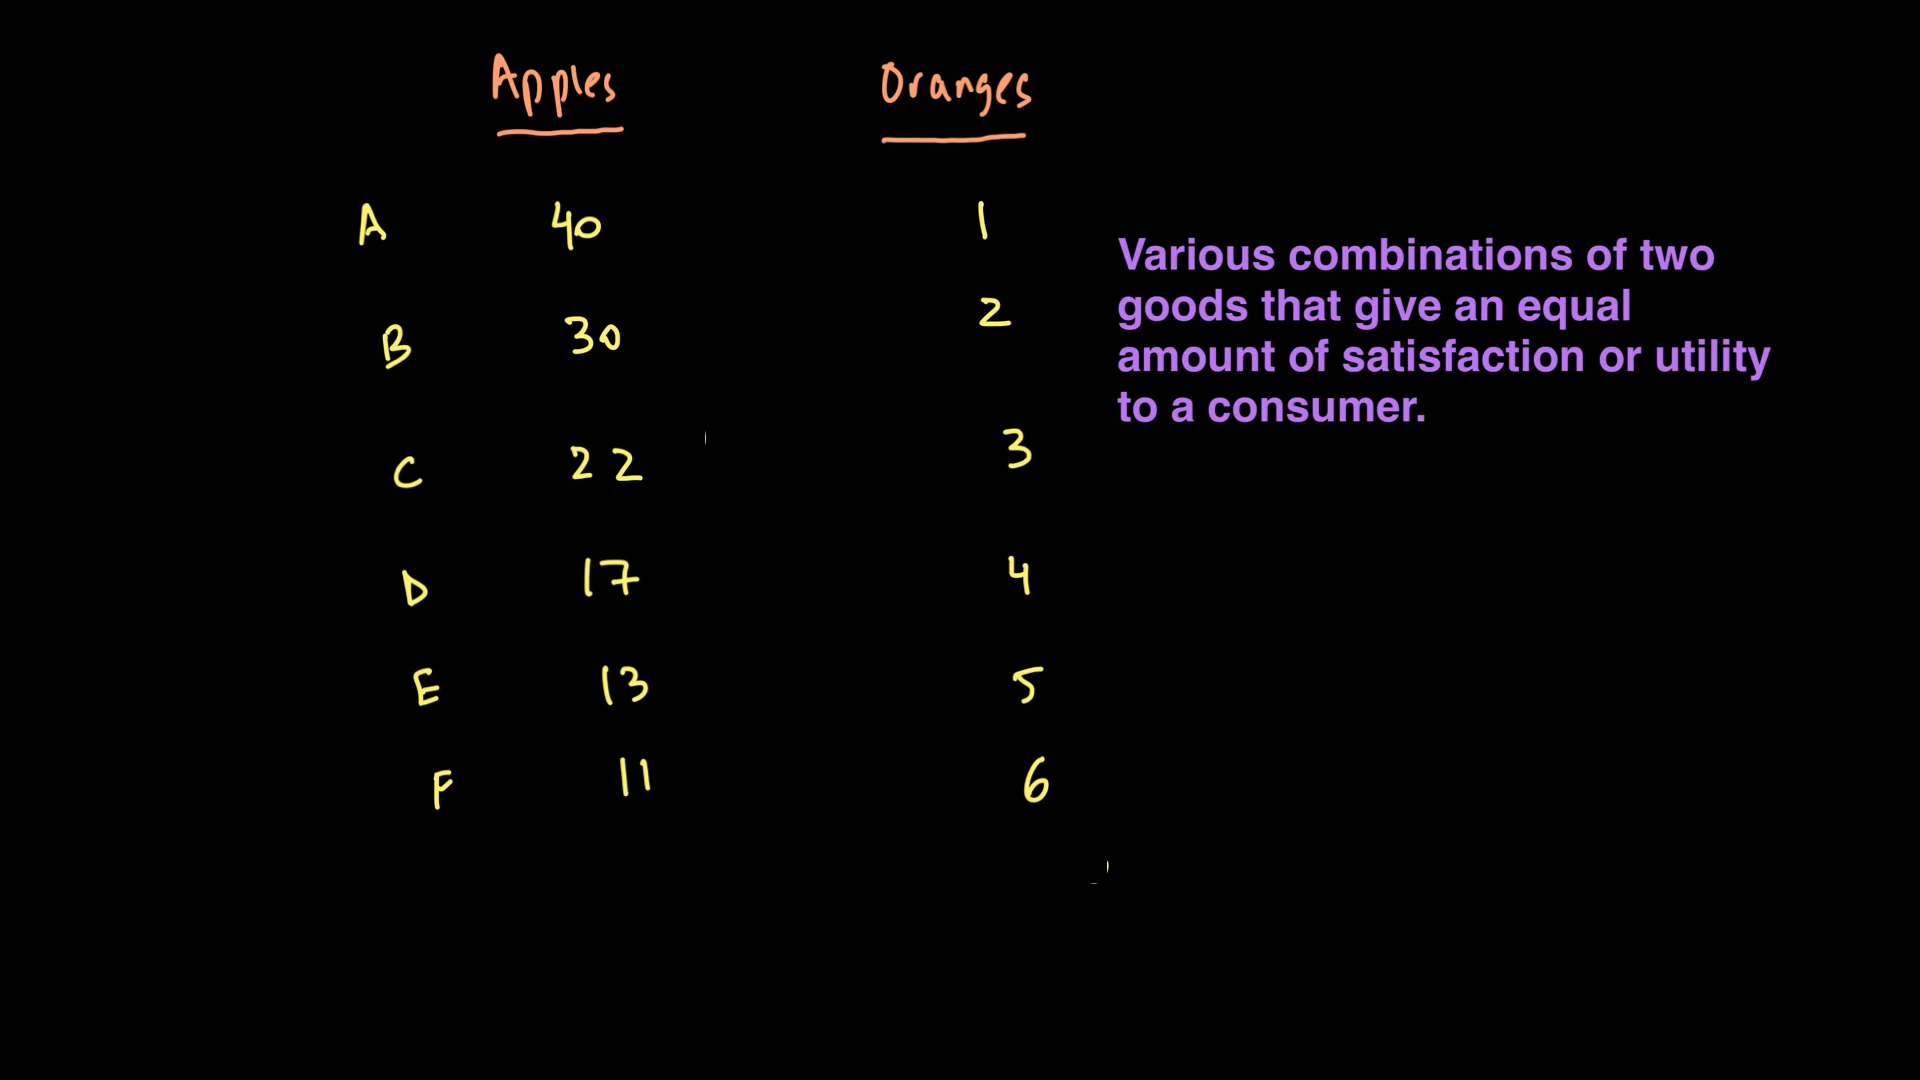 Apples Oranges
A 40 1
B 30 2
C 22 3
D 17 4
E 13 5
F 11 6
Various combinations of two
goods that give an equal
amount of satisfaction or utility
to a consumer.